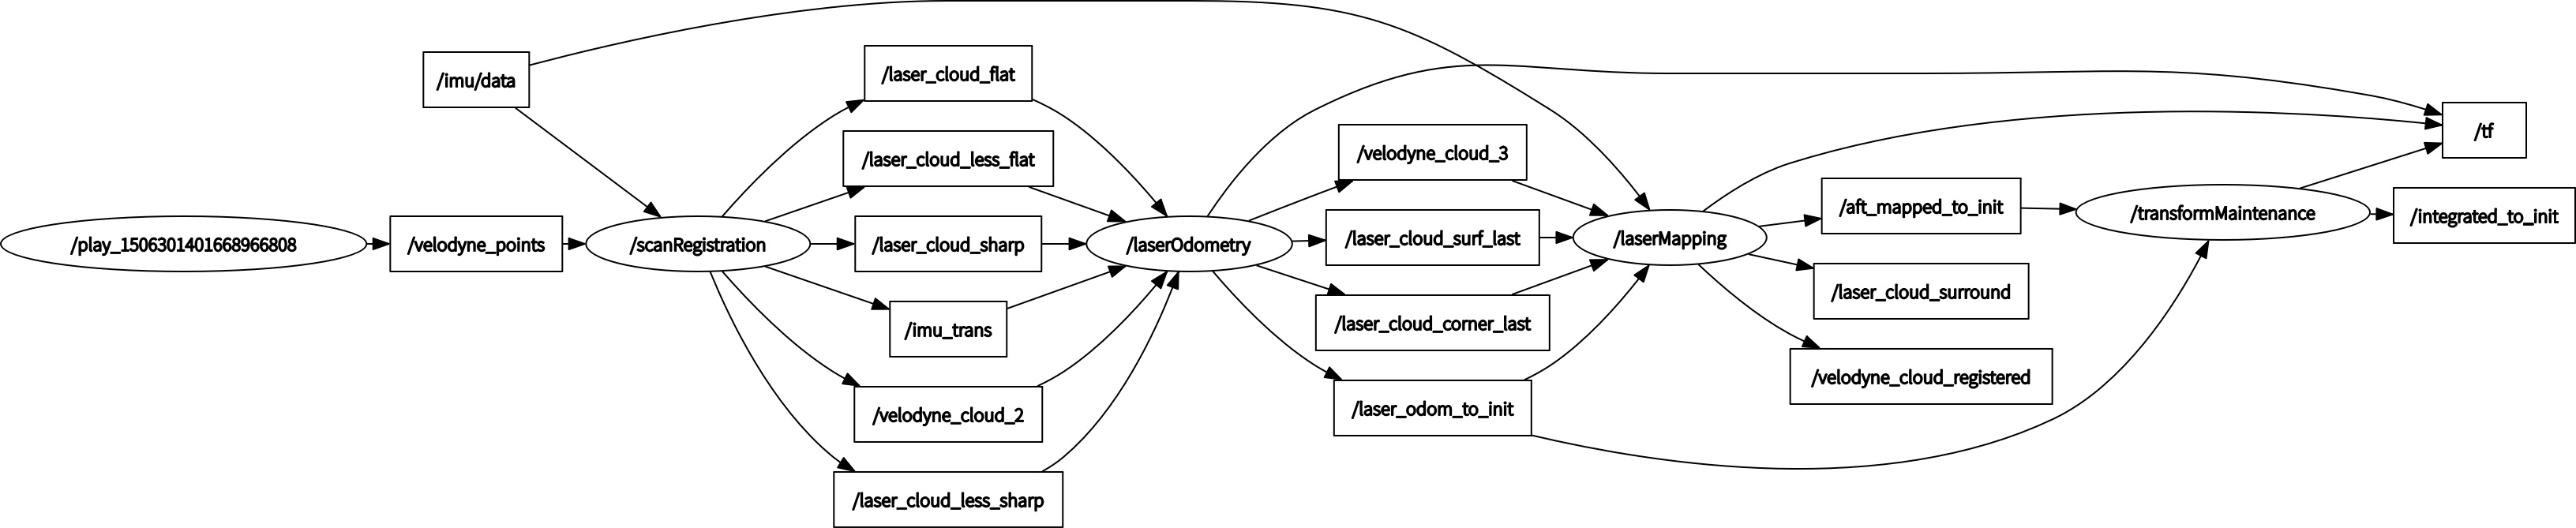 /play_1506301401668966808
/imu/data
/velodyne_points
/scanRegistration
/laser_cloud_flat
/laser_cloud_less_flat
/laser_cloud_sharp
/imu_trans
/velodyne_cloud_2
/laser_cloud_less_sharp
/laserOdometry
/velodyne_cloud_3
/laser_cloud_surf_last
/laser_cloud_corner_last
/laser_odom_to_init
/laserMapping
/aft_mapped_to_init
/laser_cloud_surround
/velodyne_cloud_registered
/transformMaintenance
/tf
/integrated_to_init